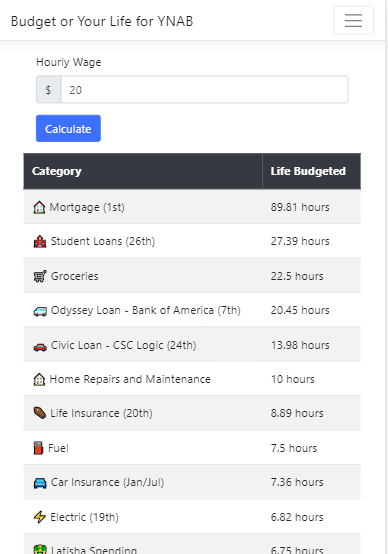 Budget or Your Life for YNAB
Hourly Wage
$ 20
Calculate
Category Life Budgeted
Mortgage (1st) 89.81 hours
Student Loans (26th) 27.39 hours
Groceries 22.5 hours
Odyssey Loan - Bank of America (7th) 20.45 hours
Civic Loan - CSC Logic (24th) 13.98 hours
Home Repairs and Maintenance 10 hours
Life Insurance (20th) 8.89 hours
Fuel 7.5 hours
Car Insurance (Jan/Jul) 7.36 hours
Electric (19th) 6.82 hours
Latisha Spending 6.75 hours